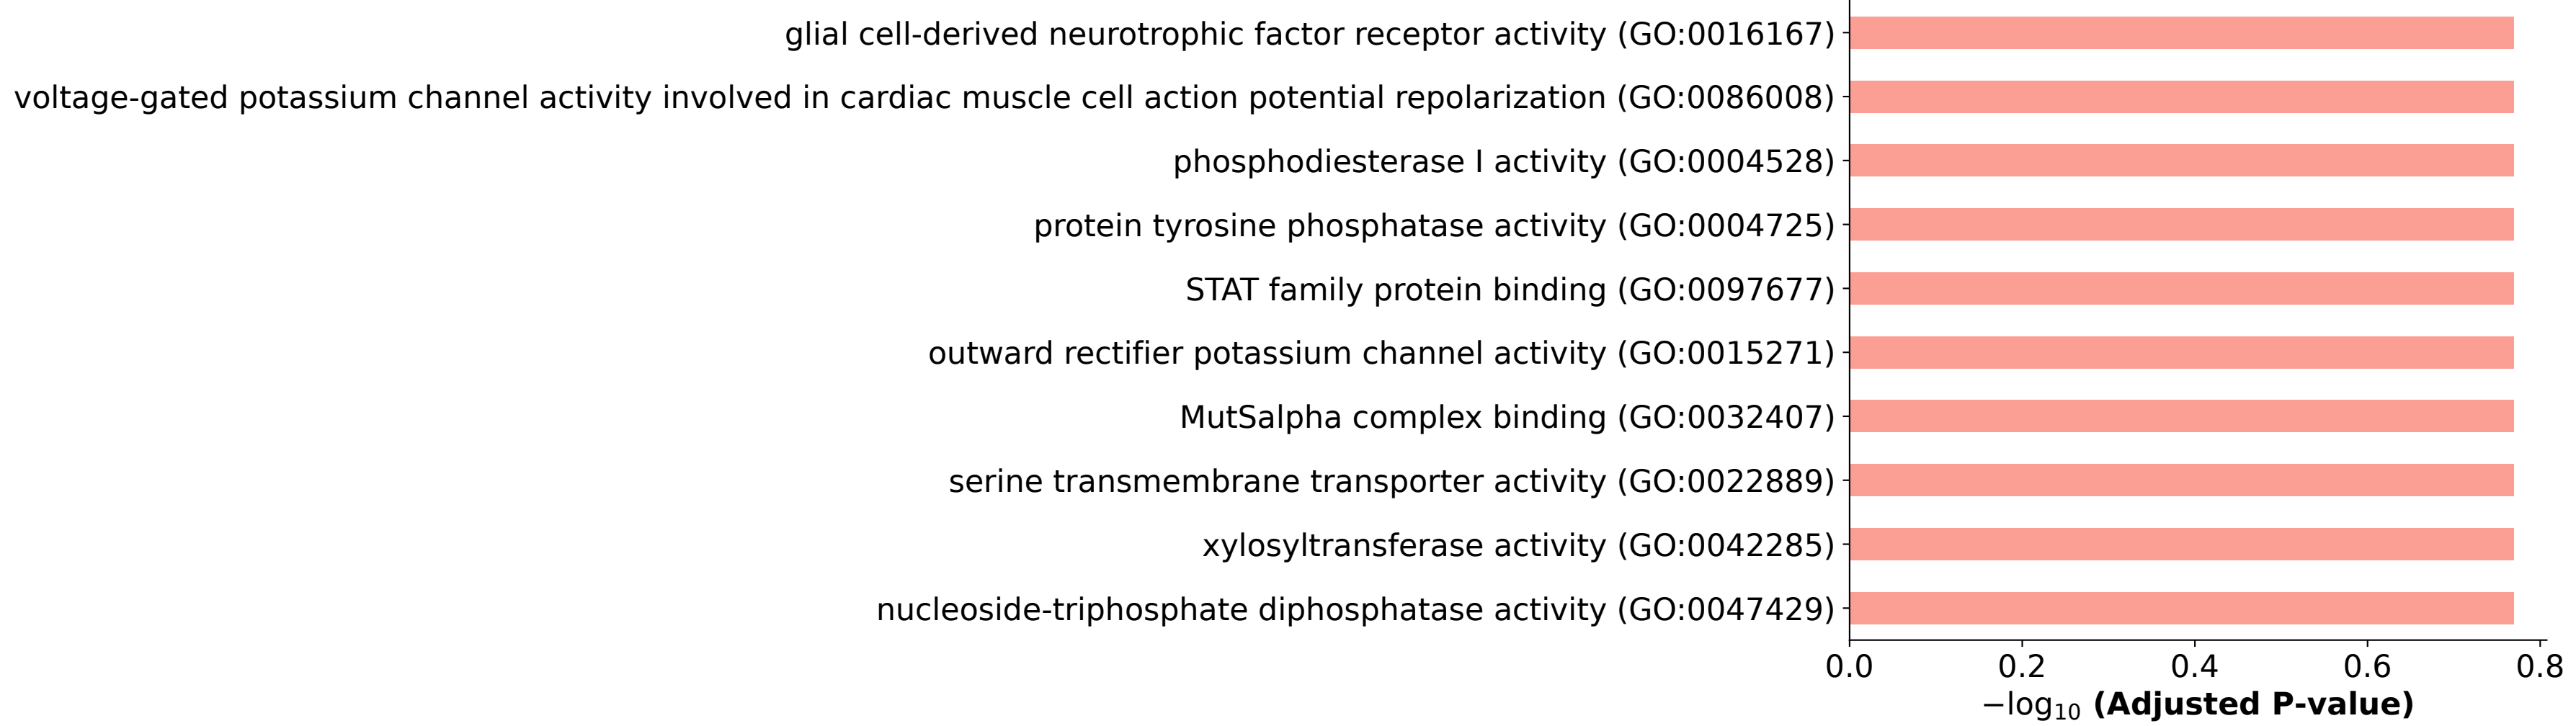 glial cell-derived neurotrophic factor receptor activity (GO:0016167)
voltage-gated potassium channel activity involved in cardiac muscle cell action potential repolarization (GO:0086008)
phosphodiesterase I activity (GO:0004528)
protein tyrosine phosphatase activity (GO:0004725)
STAT family protein binding (GO:0097677)
outward rectifier potassium channel activity (GO:0015271)
MutSalpha complex binding (GO:0032407)
serine transmembrane transporter activity (GO:0022889)
xylosyltransferase activity (GO:0042285)
nucleoside-triphosphate diphosphatase activity (GO:0047429)
0.0 0.2 0.4 0.6 0.8
−log₁₀ (Adjusted P-value)